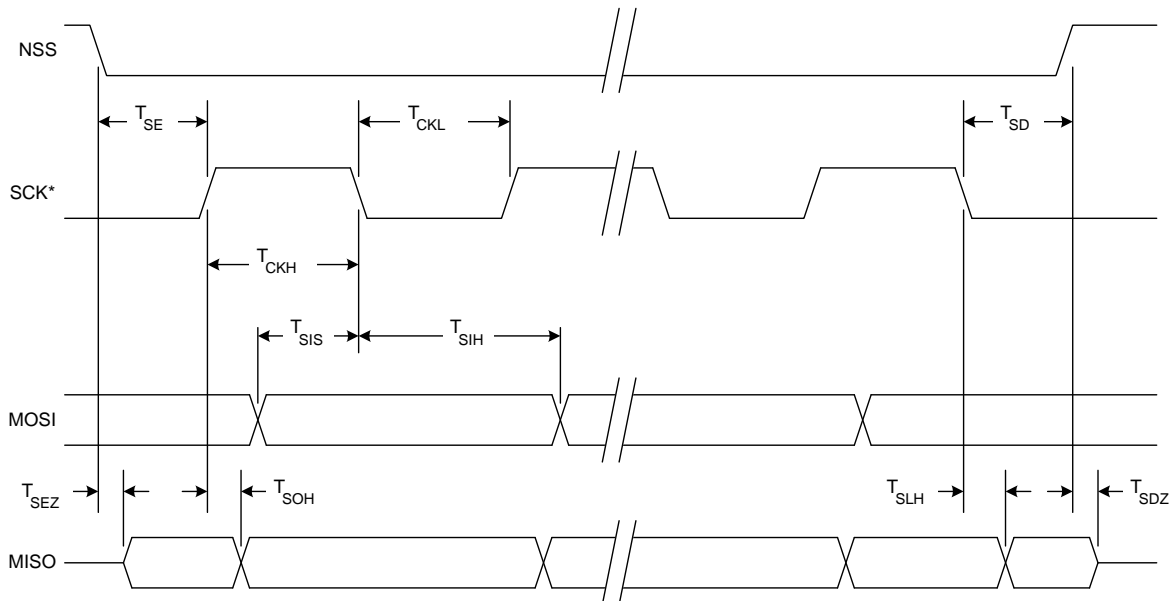 NSS
T_SE
T_CKL
T_SD
SCK*
T_CKH
T_SIS
T_SIH
MOSI
T_SEZ
T_SOH
T_SLH
T_SDZ
MISO